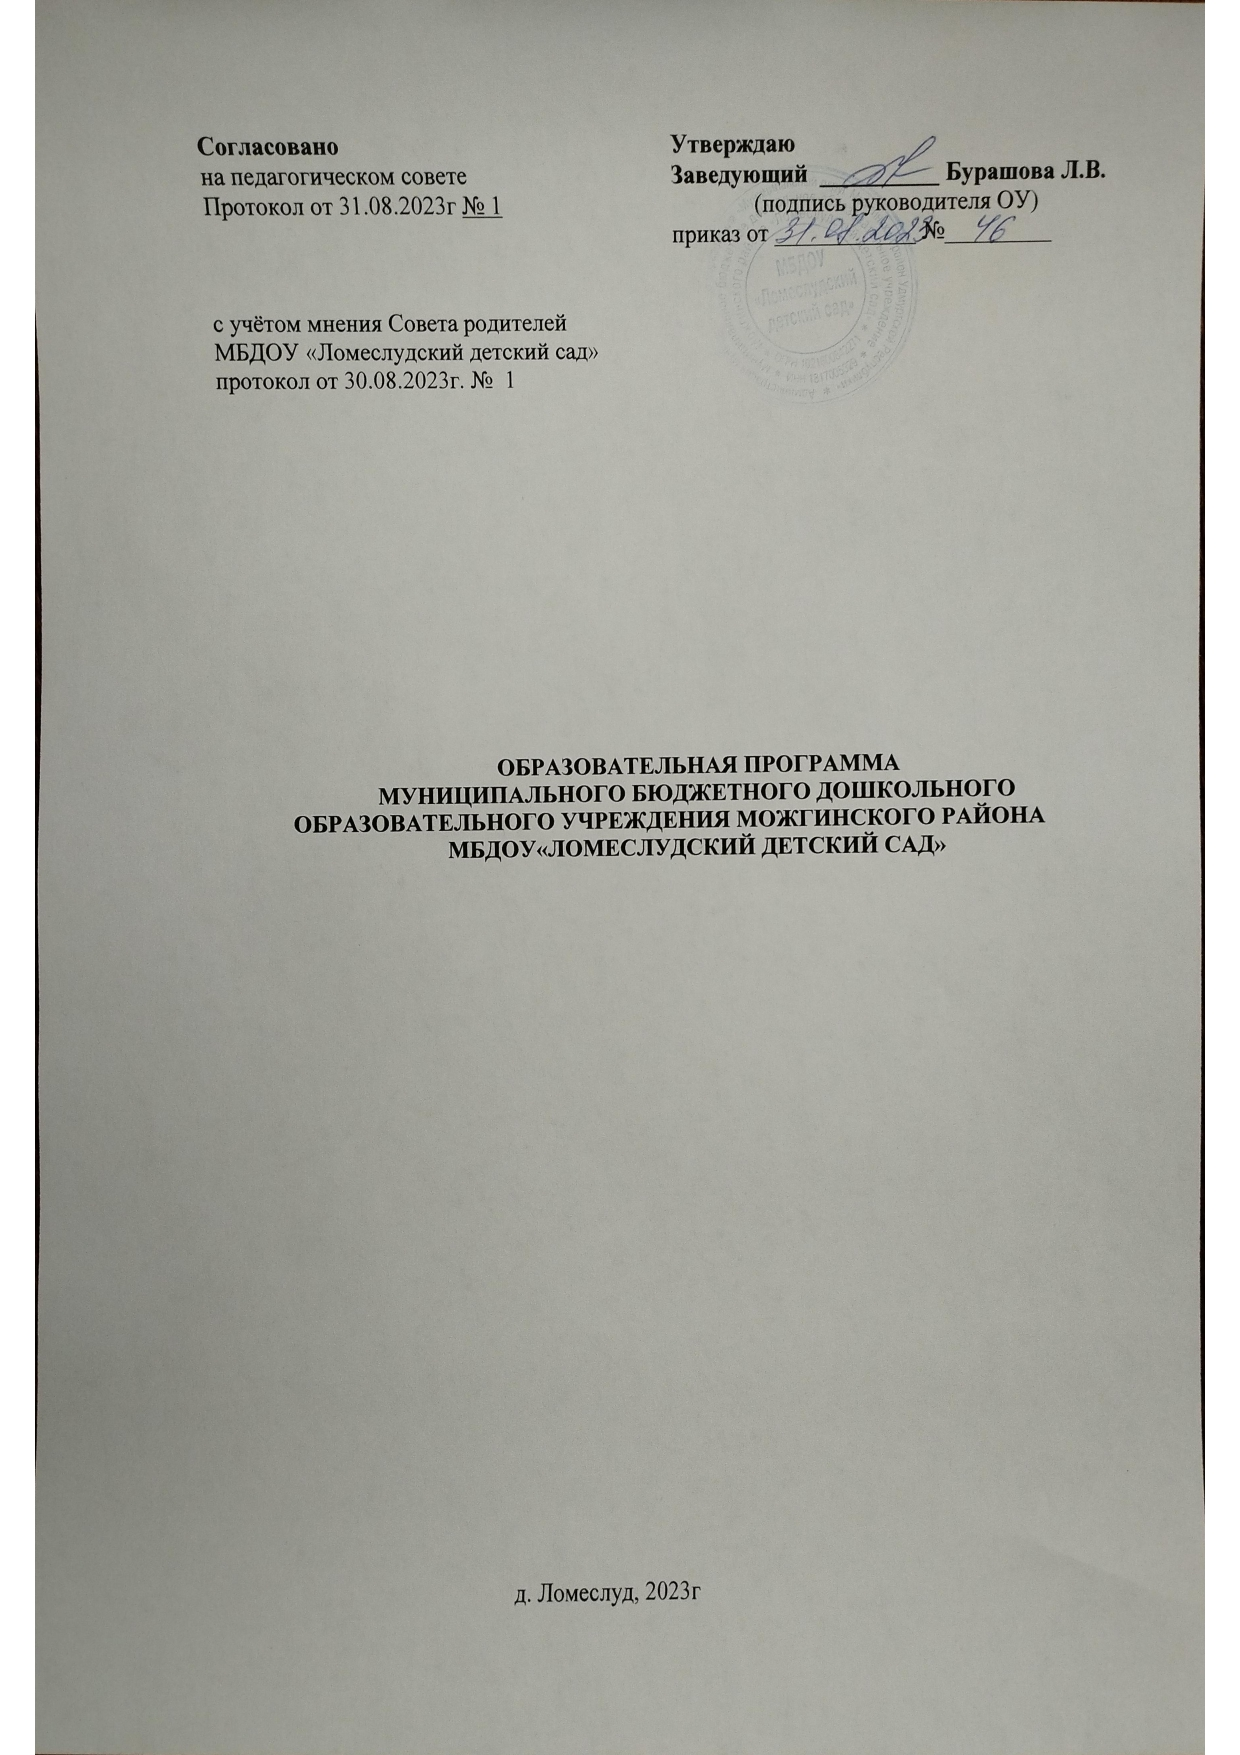 Согласовано
на педагогическом совете
Протокол от 31.08.2023г № 1
с учётом мнения Совета родителей
МБДОУ «Ломеслудский детский сад»
протокол от 30.08.2023г. № 1
Утверждаю
Заведующий Бурашова Л.В.
(подпись руководителя ОУ)
приказ от 31.08.2023 № 46
МБДОУ
«Ломеслудский
детский сад»
ОБРАЗОВАТЕЛЬНАЯ ПРОГРАММА
МУНИЦИПАЛЬНОГО БЮДЖЕТНОГО ДОШКОЛЬНОГО
ОБРАЗОВАТЕЛЬНОГО УЧРЕЖДЕНИЯ МОЖГИНСКОГО РАЙОНА
МБДОУ«ЛОМЕСЛУДСКИЙ ДЕТСКИЙ САД»
д. Ломеслуд, 2023г